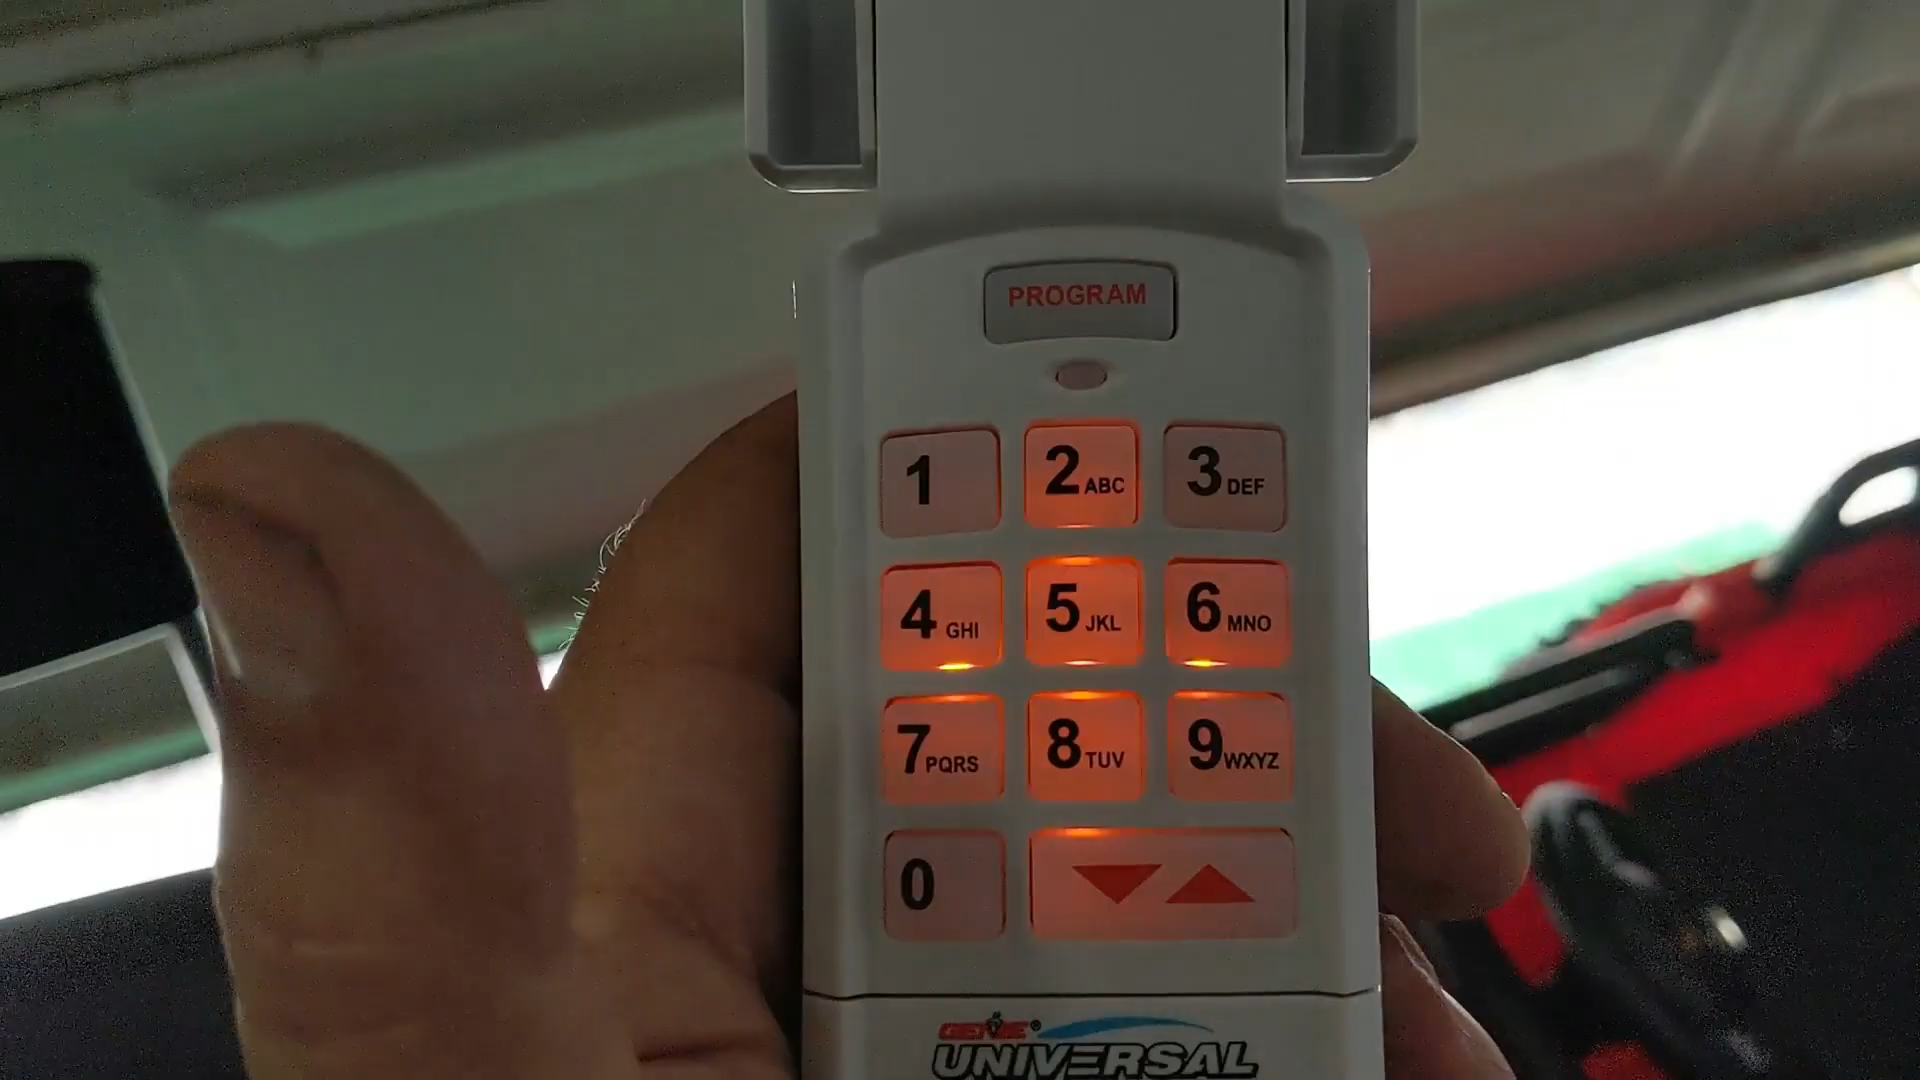 PROGRAM
1 2 ABC 3 DEF
4 GHI 5 JKL 6 MNO
7 PQRS 8 TUV 9 WXYZ
0
GENIE®
UNIVERSAL